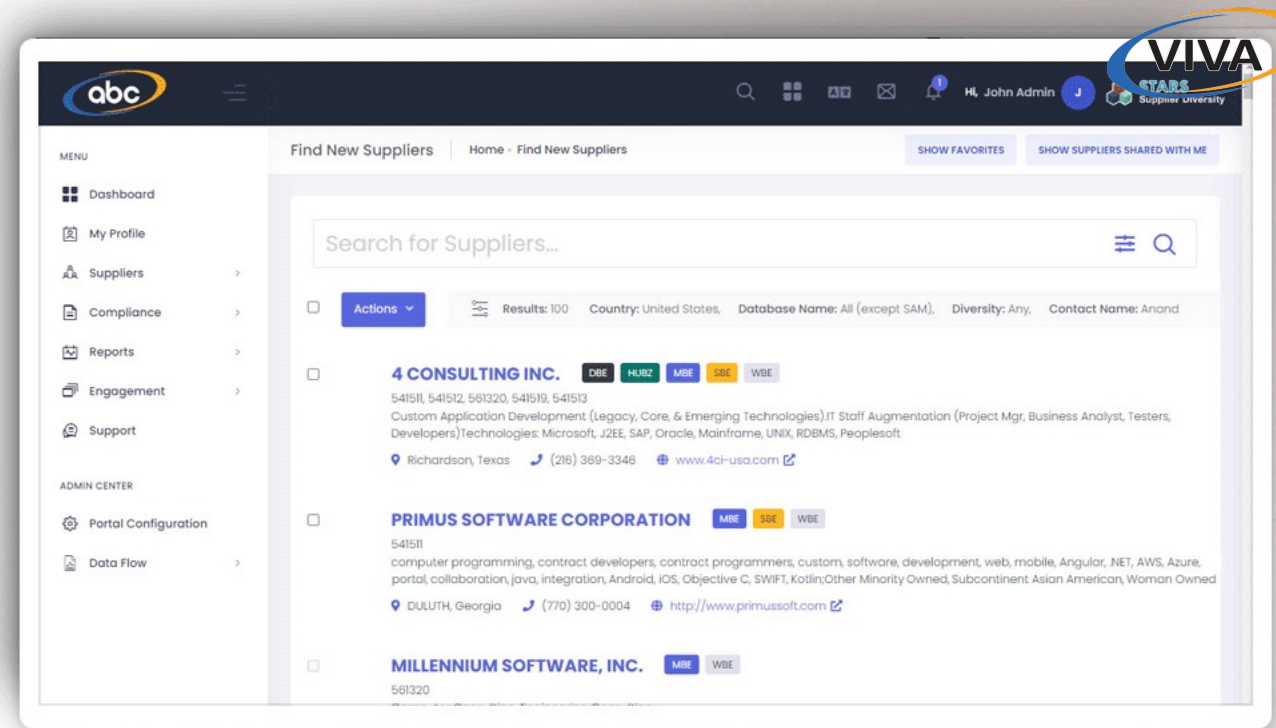 VIVA
abc
1
Hi, John Admin
J
STARS
Supplier Diversity
MENU
Dashboard
My Profile
Suppliers
Compliance
Reports
Engagement
Support
ADMIN CENTER
Portal Configuration
Data Flow
Find New Suppliers
Home - Find New Suppliers
SHOW FAVORITES
SHOW SUPPLIERS SHARED WITH ME
Search for Suppliers...
Actions
Results: 100 Country: United States, Database Name: All (except SAM), Diversity: Any, Contact Name: Anand
4 CONSULTING INC. DBE HUBZ MBE SBE WBE
541511, 541512, 561320, 541519, 541513
Custom Application Development (Legacy, Core, & Emerging Technologies).IT Staff Augmentation (Project Mgr, Business Analyst, Testers,
Developers)Technologies: Microsoft, J2EE, SAP, Oracle, Mainframe, UNIX, RDBMS, Peoplesoft
Richardson, Texas (216) 369-3346 www.4ci-usa.com
PRIMUS SOFTWARE CORPORATION MBE SBE WBE
541511
computer programming, contract developers, contract programmers, custom, software, development, web, mobile, Angular, .NET, AWS, Azure,
portal, collaboration, java, integration, Android, iOS, Objective C, SWIFT, Kotlin;Other Minority Owned, Subcontinent Asian American, Woman Owned
DULUTH, Georgia (770) 300-0004 http://www.primussoft.com
MILLENNIUM SOFTWARE, INC. MBE WBE
561320